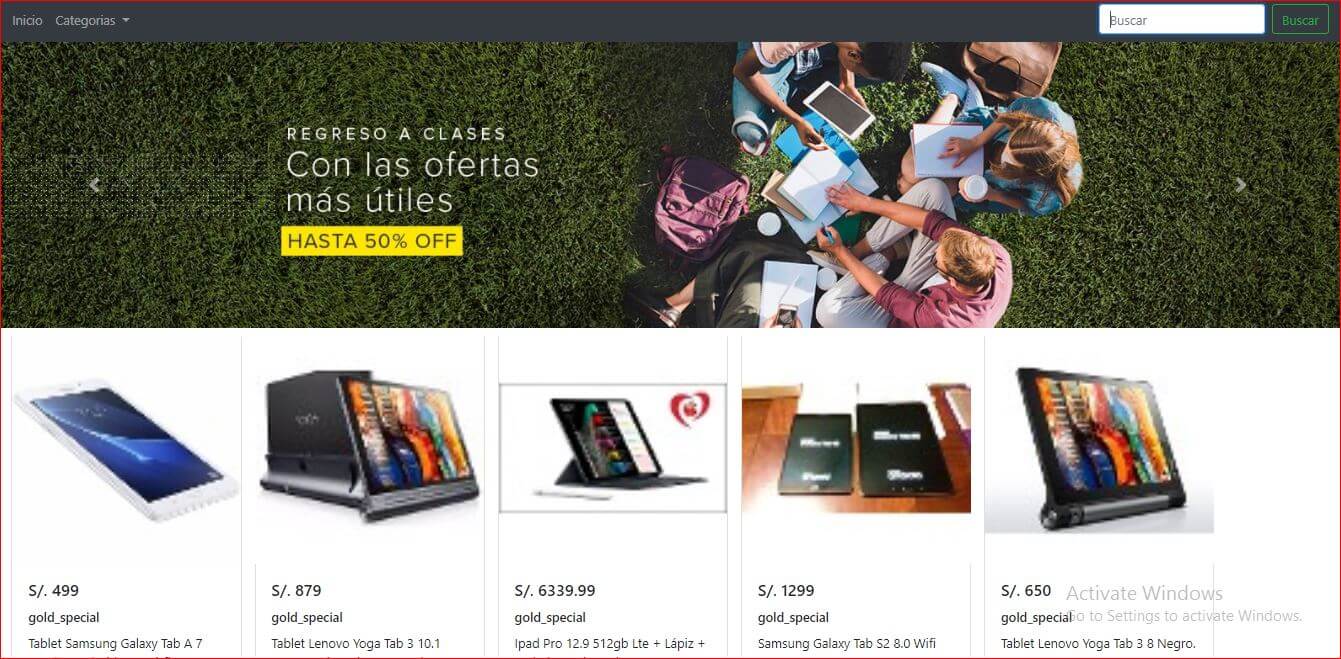 Inicio Categorias Buscar Buscar
REGRESO A CLASES
Con las ofertas
más útiles
HASTA 50% OFF
S/. 499
gold_special
Tablet Samsung Galaxy Tab A 7
S/. 879
gold_special
Tablet Lenovo Yoga Tab 3 10.1
S/. 6339.99
gold_special
Ipad Pro 12.9 512gb Lte + Lápiz +
S/. 1299
gold_special
Samsung Galaxy Tab S2 8.0 Wifi
S/. 650
gold_special
Tablet Lenovo Yoga Tab 3 8 Negro.
Activate Windows
Go to Settings to activate Windows.